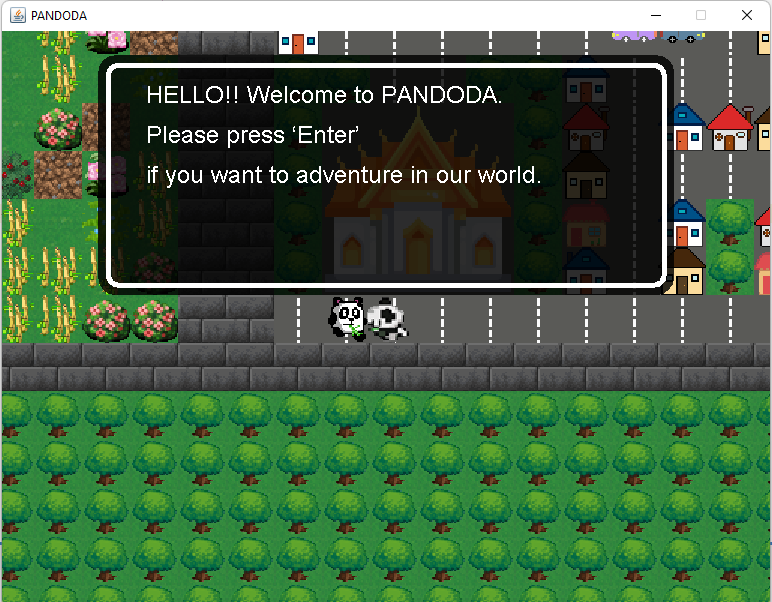 PANDODA
HELLO!! Welcome to PANDODA.
Please press ‘Enter’
if you want to adventure in our world.